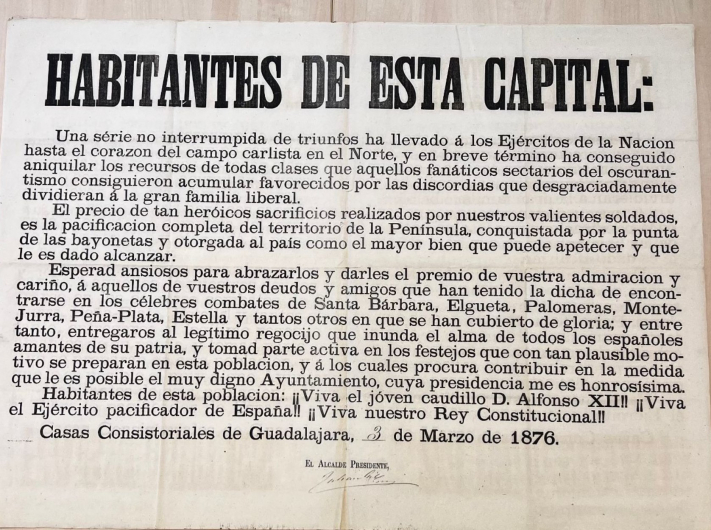 HABITANTES DE ESTA CAPITAL:
Una série no interrumpida de triunfos ha llevado á los Ejércitos de la Nacion
hasta el corazon del campo carlista en el Norte, y en breve término ha conseguido
aniquilar los recursos de todas clases que aquellos fanáticos sectarios del oscuran-
tismo consiguieron acumular favorecidos por las discordias que desgraciadamente
dividieran á la gran familia liberal.
El precio de tan heróicos sacrificios realizados por nuestros valientes soldados,
es la pacificacion completa del territorio de la Península, conquistada por la punta
de las bayonetas y otorgada al país como el mayor bien que puede apetecer y que
le es dado alcanzar.
Esperad ansiosos para abrazarlos y darles el premio de vuestra admiracion y
cariño, á aquellos de vuestros deudos y amigos que han tenido la dicha de encon-
trarse en los célebres combates de Santa Bárbara, Elgueta, Palomeras, Monte-
Jurra, Peña-Plata, Estella y tantos otros en que se han cubierto de gloria; y entre
tanto, entregaros al legítimo regocijo que inunda el alma de todos los españoles
amantes de su patria, y tomad parte activa en los festejos que con tan plausible mo-
tivo se preparan en esta poblacion, y á los cuales procura contribuir en la medida
que le es posible el muy digno Ayuntamiento, cuya presidencia me es honrosísima.
Habitantes de esta poblacion: ¡¡Viva el jóven caudillo D. Alfonso XII!! ¡¡Viva
el Ejército pacificador de España!! ¡¡Viva nuestro Rey Constitucional!!
Casas Consistoriales de Guadalajara, 3 de Marzo de 1876.
EL ALCALDE PRESIDENTE,